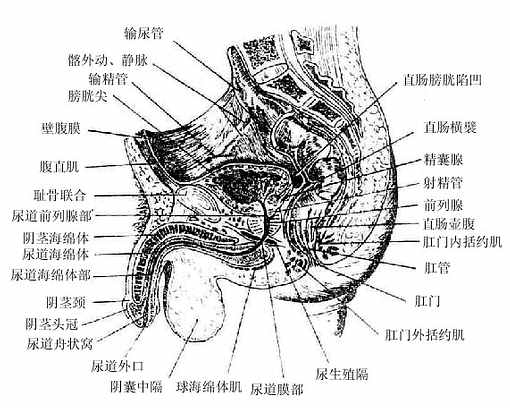 输尿管
髂外动、静脉
输精管
膀胱尖
壁腹膜
腹直肌
耻骨联合
尿道前列腺部
阴茎海绵体
尿道海绵体
尿道海绵体部
阴茎颈
阴茎头冠
尿道舟状窝
尿道外口
阴囊中隔
球海绵体肌
尿道膜部
尿生殖隔
直肠膀胱陷凹
直肠横襞
精囊腺
射精管
前列腺
直肠壶腹
肛门内括约肌
肛管
肛门
肛门外括约肌